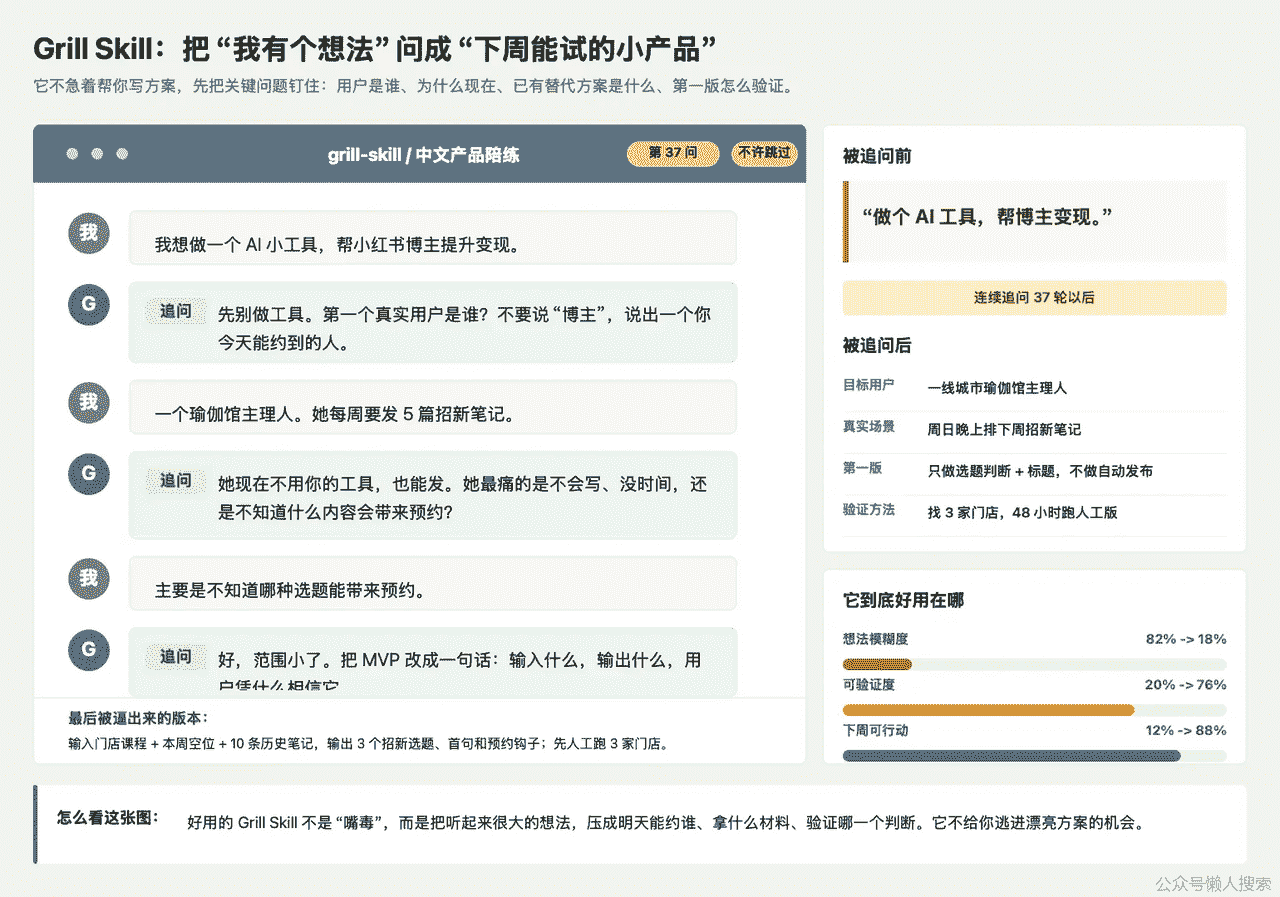 Grill Skill：把“我有个想法”问成“下周能试的小产品”
它不急着帮你写方案，先把关键问题钉住：用户是谁、为什么现在、已有替代方案是什么、第一版怎么验证。
grill-skill / 中文产品陪练
第 37 问
不许跳过
我
我想做一个 AI 小工具，帮小红书博主提升变现。
G
追问
先别做工具。第一个真实用户是谁？不要说“博主”，说出一个你
今天能约到的人。
我
一个瑜伽馆主理人。她每周要发 5 篇招新笔记。
G
追问
她现在不用你的工具，也能发。她最痛的是不会写、没时间，还
是不知道什么内容会带来预约？
我
主要是不知道哪种选题能带来预约。
G
追问
好，范围小了。把 MVP 改成一句话：输入什么，输出什么，用
户凭什么相信它
最后被逼出来的版本：
输入门店课程 + 本周空位 + 10 条历史笔记，输出 3 个招新选题、首句和预约钩子；先人工跑 3 家门店。
被追问前
“做个 AI 工具，帮博主变现。”
连续追问 37 轮以后
被追问后
目标用户
一线城市瑜伽馆主理人
真实场景
周日晚上排下周招新笔记
第一版
只做选题判断 + 标题，不做自动发布
验证方法
找 3 家门店，48 小时跑人工版
它到底好用在哪
想法模糊度
82% -> 18%
可验证度
20% -> 76%
下周可行动
12% -> 88%
怎么看这张图：
好用的 Grill Skill 不是“嘴毒”，而是把听起来很大的想法，压成明天能约谁、拿什么材料、验证哪一个判断。它不给你逃进漂亮方案的机会。
公众号懒人搜索